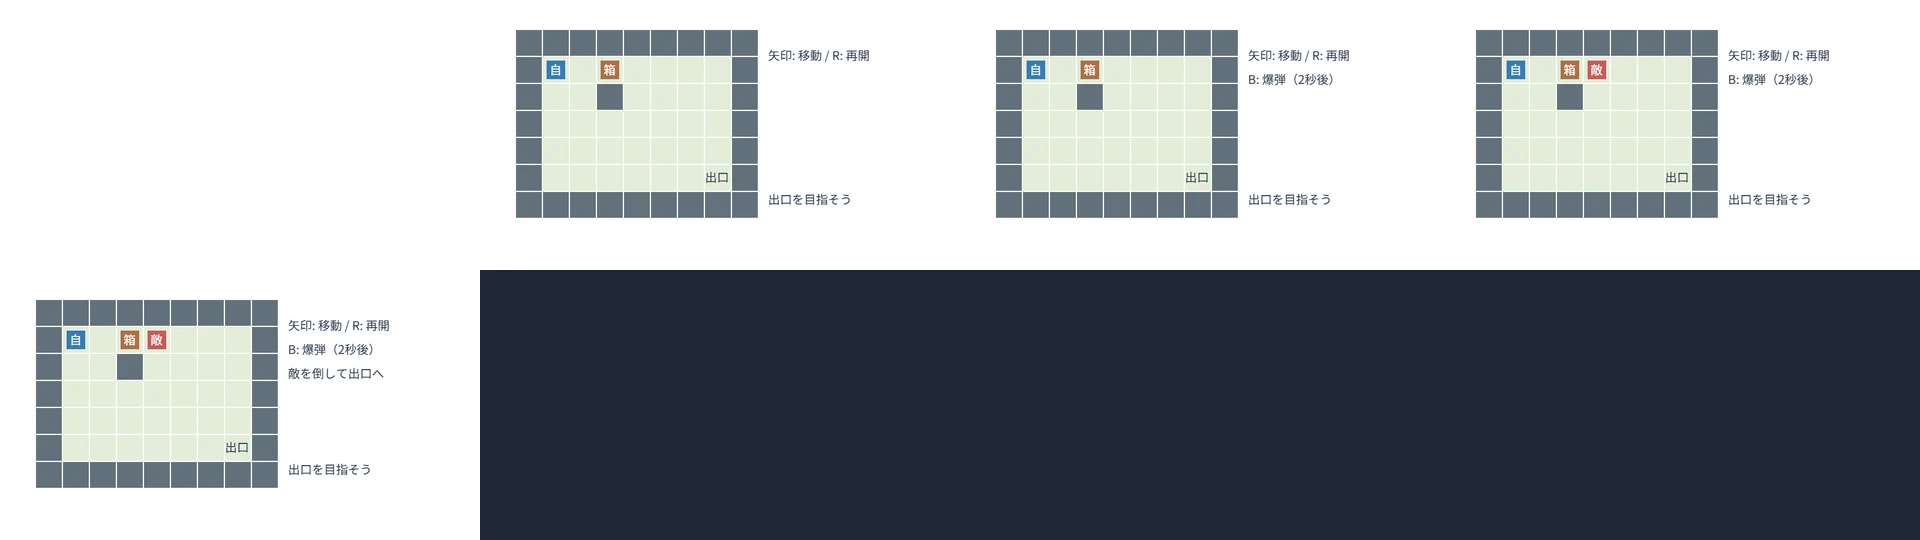 矢印: 移動 / R: 再開
自 箱
出口
出口を目指そう
矢印: 移動 / R: 再開
自 箱
B: 爆弾（2秒後）
出口
出口を目指そう
矢印: 移動 / R: 再開
自 箱 敵
B: 爆弾（2秒後）
出口
出口を目指そう
矢印: 移動 / R: 再開
自 箱 敵
B: 爆弾（2秒後）
敵を倒して出口へ
出口
出口を目指そう